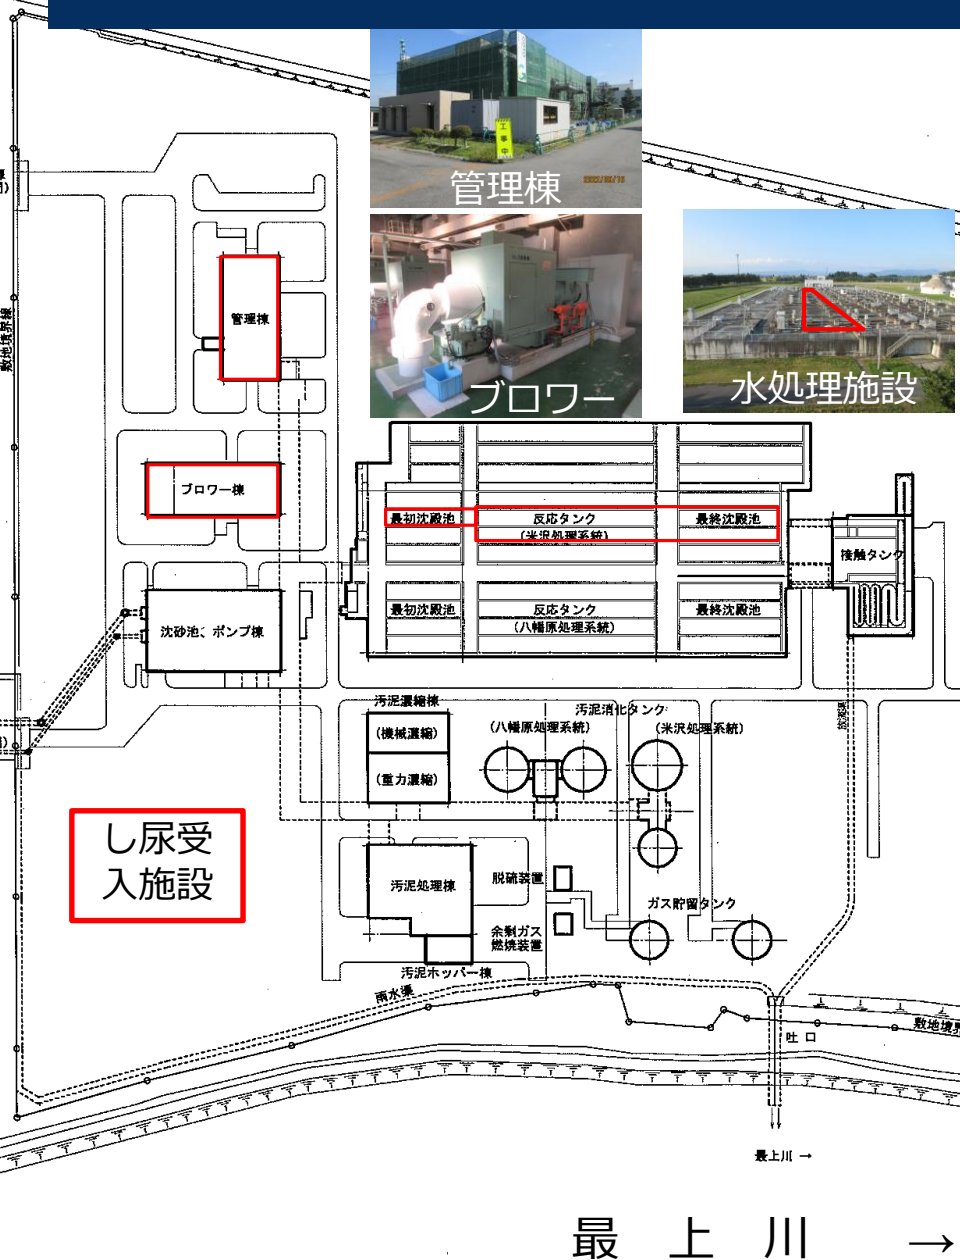 工事中
管理棟
ブロワー
水処理施設
敷地境界線
管理棟
ブロワー棟
最初沈殿池
反応タンク
(米沢処理系統)
最終沈殿池
接触タンク
沈砂池、ポンプ棟
最初沈殿池
反応タンク
(八幡原処理系統)
最終沈殿池
汚泥濃縮棟
(機械濃縮)
(重力濃縮)
汚泥消化タンク
(八幡原処理系統)
(米沢処理系統)
し尿受
入施設
汚泥処理棟
脱硫装置
ガス貯留タンク
余剰ガス
燃焼装置
汚泥ホッパー棟
雨水渠
吐口
敷地境界
最上川 →
最上川 →